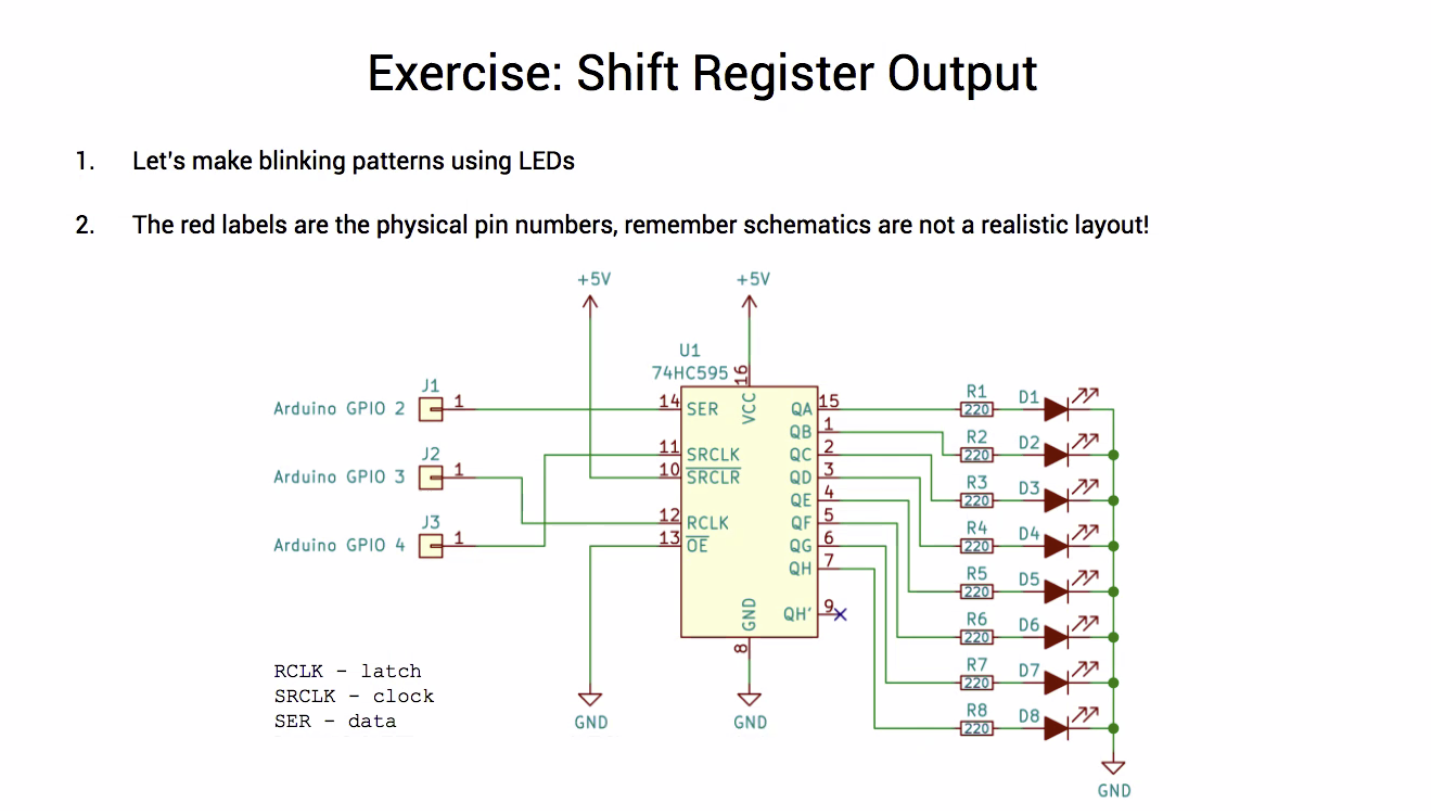 Exercise: Shift Register Output
1. Let's make blinking patterns using LEDs
2. The red labels are the physical pin numbers, remember schematics are not a realistic layout!
+5V +5V
U1
74HC595
16
VCC
J1
Arduino GPIO 2 1
J2
Arduino GPIO 3 1
J3
Arduino GPIO 4 1
14 SER
11 SRCLK
10 SRCLR
12 RCLK
13 OE
QA 15
QB 1
QC 2
QD 3
QE 4
QF 5
QG 6
QH 7
QH' 9
GND
8
R1 D1
220
R2 D2
220
R3 D3
220
R4 D4
220
R5 D5
220
R6 D6
220
R7 D7
220
R8 D8
220
RCLK - latch
SRCLK - clock
SER - data
GND GND
GND